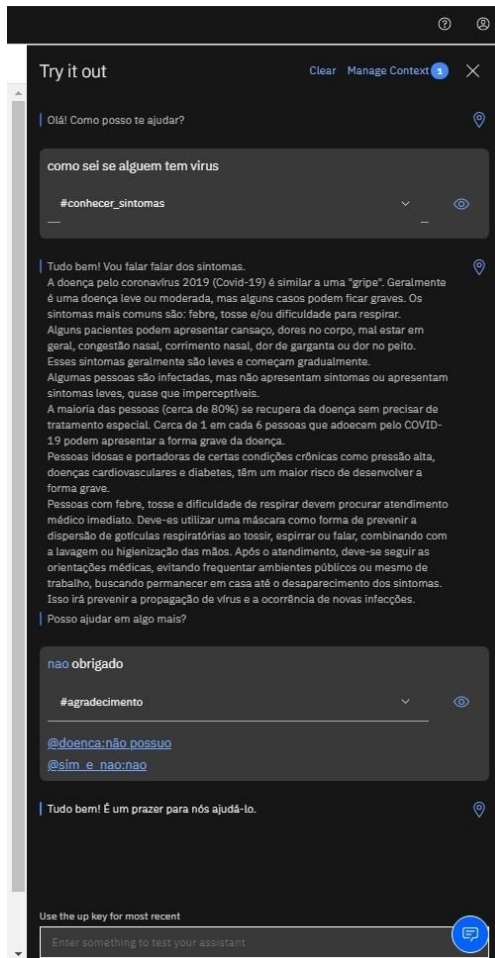 Try it out
Clear Manage Context 1
Olá! Como posso te ajudar?
como sei se alguem tem virus
#conhecer_sintomas
Tudo bem! Vou falar falar dos sintomas.
A doença pelo coronavírus 2019 (Covid-19) é similar a uma "gripe". Geralmente
é uma doença leve ou moderada, mas alguns casos podem ficar graves. Os
sintomas mais comuns são: febre, tosse e/ou dificuldade para respirar.
Alguns pacientes podem apresentar cansaço, dores no corpo, mal estar em
geral, congestão nasal, corrimento nasal, dor de garganta ou dor no peito.
Esses sintomas geralmente são leves e começam gradualmente.
Algumas pessoas são infectadas, mas não apresentam sintomas ou apresentam
sintomas leves, quase que imperceptíveis.
A maioria das pessoas (cerca de 80%) se recupera da doença sem precisar de
tratamento especial. Cerca de 1 em cada 6 pessoas que adoecem pelo COVID-
19 podem apresentar a forma grave da doença.
Pessoas idosas e portadoras de certas condições crônicas como pressão alta,
doenças cardiovasculares e diabetes, têm um maior risco de desenvolver a
forma grave.
Pessoas com febre, tosse e dificuldade de respirar devem procurar atendimento
médico imediato. Deve-es utilizar uma máscara como forma de prevenir a
dispersão de gotículas respiratórias ao tossir, espirrar ou falar, combinando com
a lavagem ou higienização das mãos. Após o atendimento, deve-se seguir as
orientações médicas, evitando frequentar ambientes públicos ou mesmo de
trabalho, buscando permanecer em casa até o desaparecimento dos sintomas.
Isso irá prevenir a propagação de vírus e a ocorrência de novas infecções.
Posso ajudar em algo mais?
nao obrigado
#agradecimento
@doenca:não possuo
@sim_e_nao:nao
Tudo bem! É um prazer para nós ajudá-lo.
Use the up key for most recent
Enter something to test your assistant